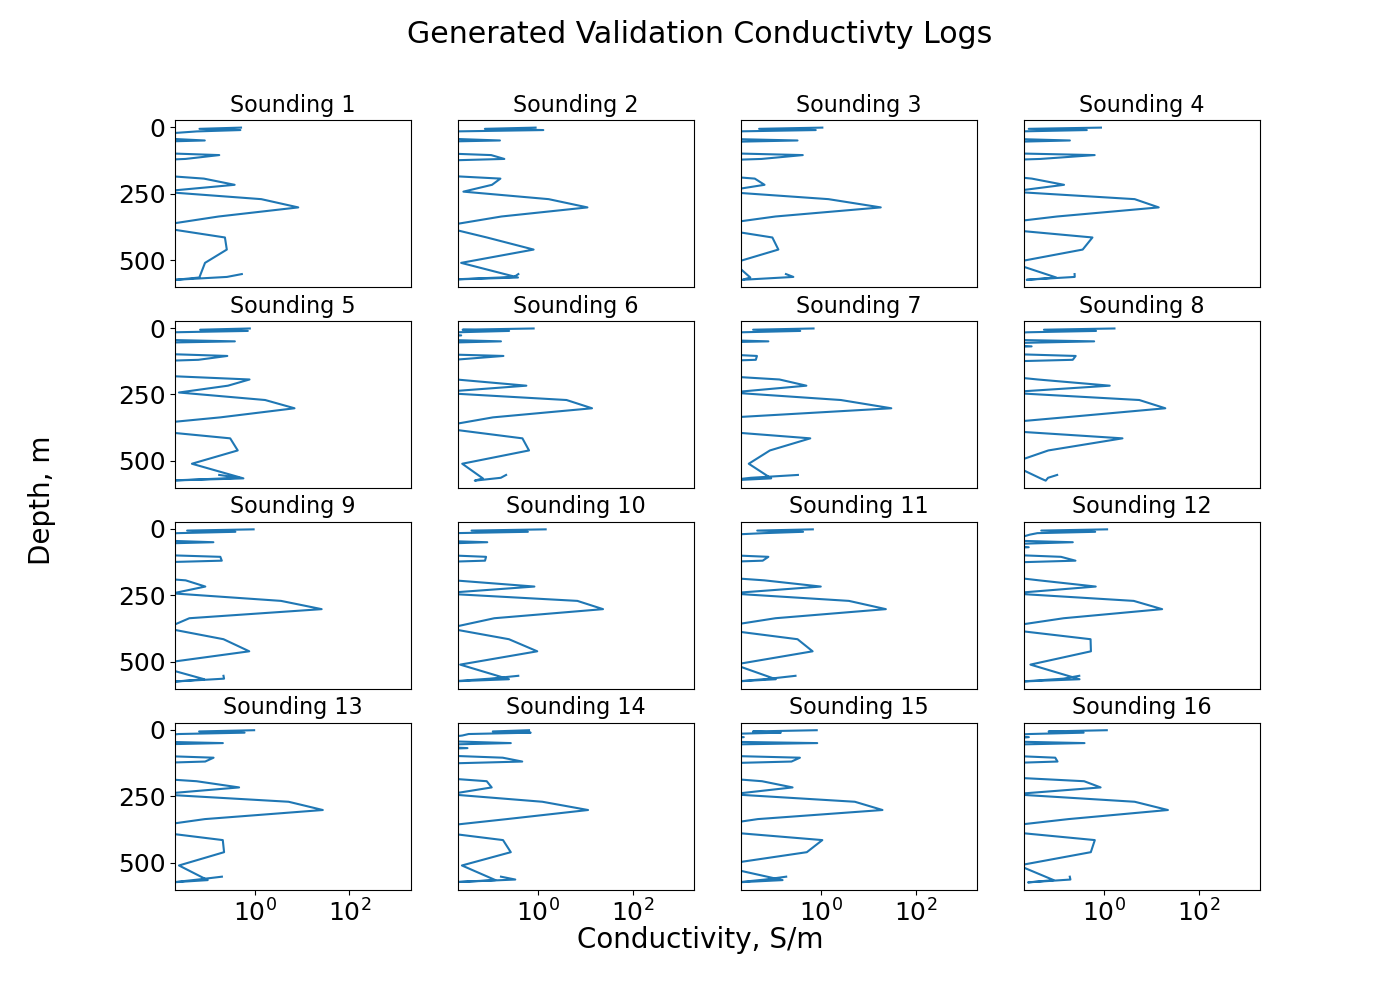 Generated Validation Conductivty Logs
Sounding 1 Sounding 2 Sounding 3 Sounding 4
0
250
500
Sounding 5 Sounding 6 Sounding 7 Sounding 8
0
250
500
Sounding 9 Sounding 10 Sounding 11 Sounding 12
0
250
500
Sounding 13 Sounding 14 Sounding 15 Sounding 16
0
250
500
10⁰ 10² 10⁰ 10² 10⁰ 10² 10⁰ 10²
Depth, m
Conductivity, S/m